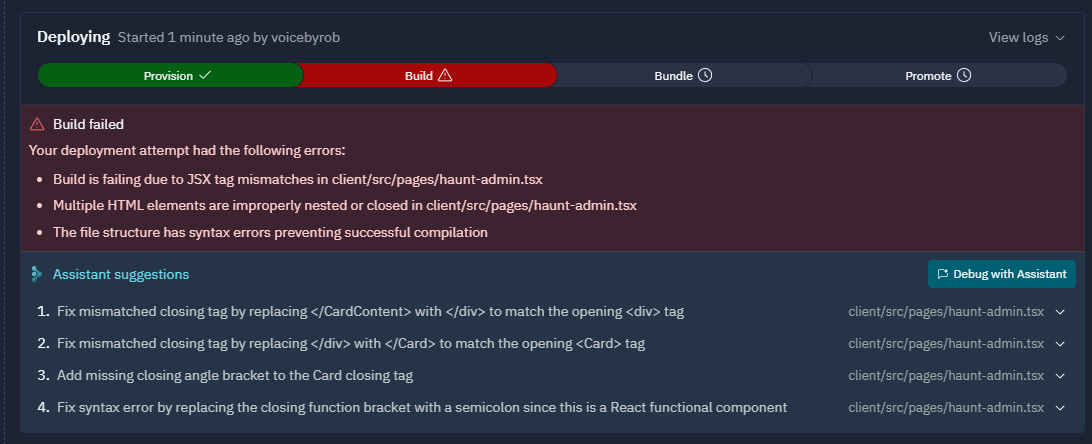 Deploying Started 1 minute ago by voicebyrob View logs
Provision Build Bundle Promote
Build failed
Your deployment attempt had the following errors:
• Build is failing due to JSX tag mismatches in client/src/pages/haunt-admin.tsx
• Multiple HTML elements are improperly nested or closed in client/src/pages/haunt-admin.tsx
• The file structure has syntax errors preventing successful compilation
Assistant suggestions Debug with Assistant
1. Fix mismatched closing tag by replacing </CardContent> with </div> to match the opening <div> tag client/src/pages/haunt-admin.tsx
2. Fix mismatched closing tag by replacing </div> with </Card> to match the opening <Card> tag client/src/pages/haunt-admin.tsx
3. Add missing closing angle bracket to the Card closing tag client/src/pages/haunt-admin.tsx
4. Fix syntax error by replacing the closing function bracket with a semicolon since this is a React functional component client/src/pages/haunt-admin.tsx